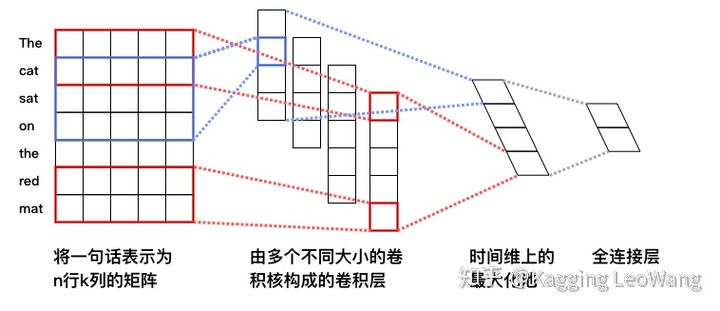 The
cat
sat
on
the
red
mat
将一句话表示为
n行k列的矩阵
由多个不同大小的卷
积核构成的卷积层
时间维上的
最大化池
全连接层
知乎 @Kagging LeoWang